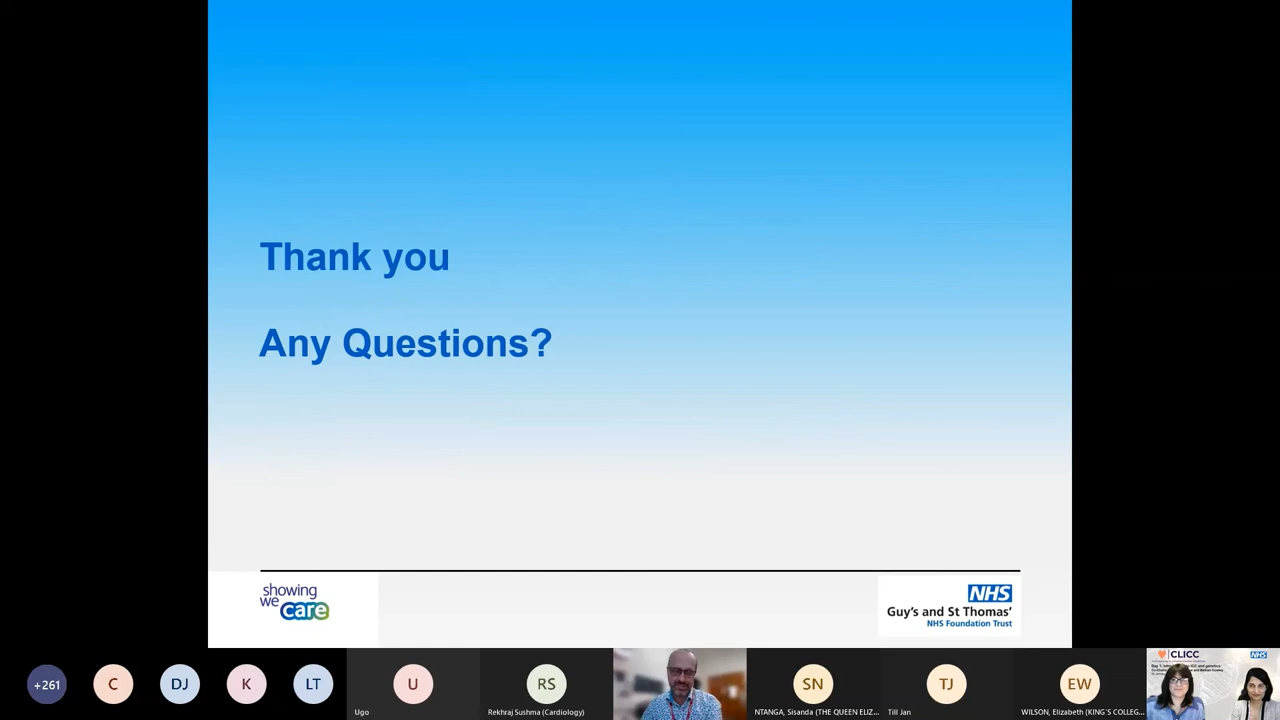 Thank you
Any Questions?
showing
we care
NHS
Guy's and St Thomas'
NHS Foundation Trust
+261
C
DJ
K
LT
U
Ugo
RS
Rekhraj Sushma (Cardiology)
SN
NTANGA, Sisanda (THE QUEEN ELIZ...
TJ
Till Jan
EW
WILSON, Elizabeth (KING'S COLLEG...
CLICC
NHS